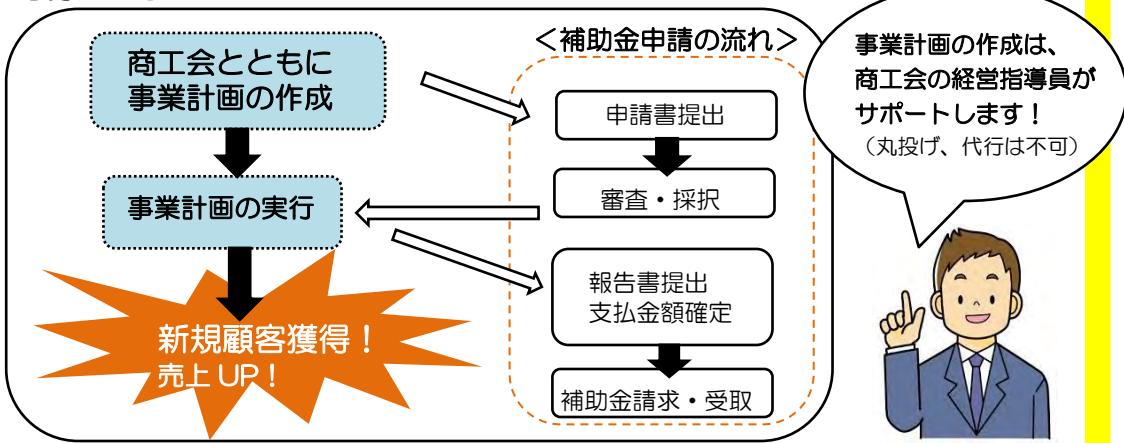 商工会とともに
事業計画の作成
事業計画の実行
新規顧客獲得！
売上UP！
＜補助金申請の流れ＞
申請書提出
審査・採択
報告書提出
支払金額確定
補助金請求・受取
事業計画の作成は、
商工会の経営指導員が
サポートします！
（丸投げ、代行は不可）